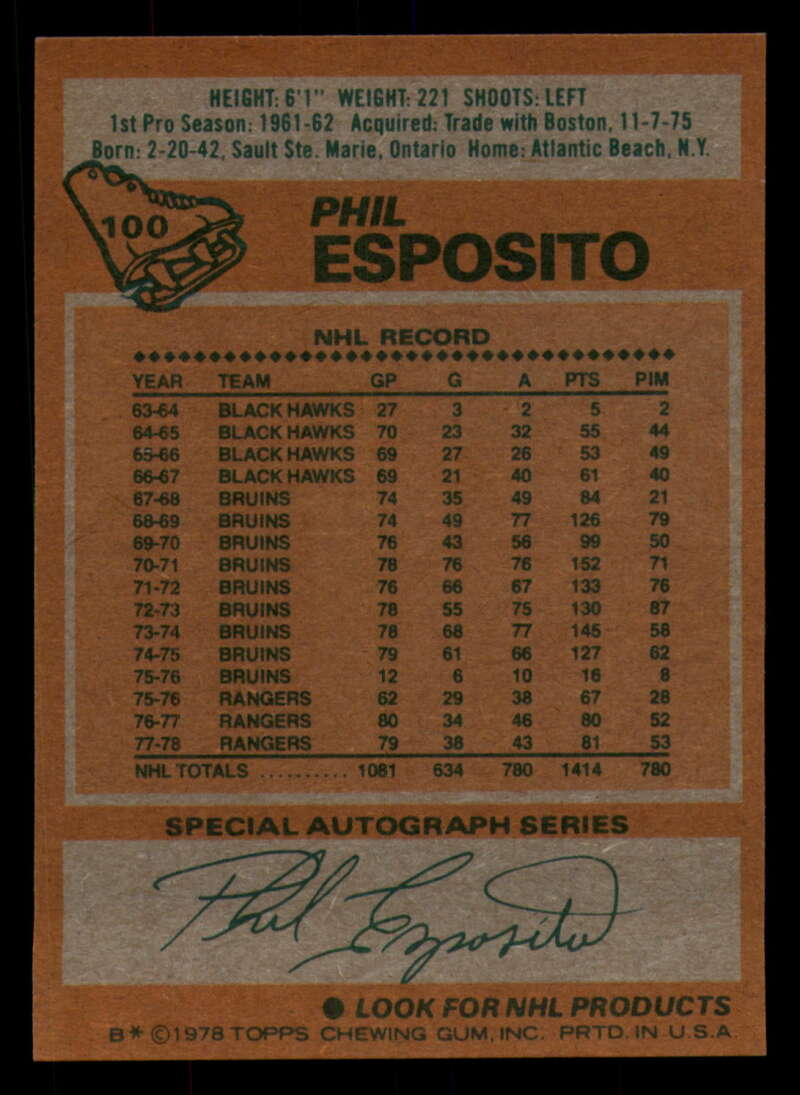 HEIGHT: 6'1" WEIGHT: 221 SHOOTS: LEFT
1st Pro Season: 1961-62 Acquired: Trade with Boston, 11-7-75
Born: 2-20-42, Sault Ste. Marie, Ontario Home: Atlantic Beach, N.Y.
100
PHIL
ESPOSITO
NHL RECORD
YEAR TEAM GP G A PTS PIM
63-64 BLACK HAWKS 27 3 2 5 2
64-65 BLACK HAWKS 70 23 32 55 44
65-66 BLACK HAWKS 69 27 26 53 49
66-67 BLACK HAWKS 69 21 40 61 40
67-68 BRUINS 74 35 49 84 21
68-69 BRUINS 74 49 77 126 79
69-70 BRUINS 76 43 56 99 50
70-71 BRUINS 78 76 76 152 71
71-72 BRUINS 76 66 67 133 76
72-73 BRUINS 78 55 75 130 87
73-74 BRUINS 78 68 77 145 58
74-75 BRUINS 79 61 66 127 62
75-76 BRUINS 12 6 10 16 8
75-76 RANGERS 62 29 38 67 28
76-77 RANGERS 80 34 46 80 52
77-78 RANGERS 79 38 43 81 53
NHL TOTALS .......... 1081 634 780 1414 780
SPECIAL AUTOGRAPH SERIES
Phil Esposito
● LOOK FOR NHL PRODUCTS
B* ©1978 TOPPS CHEWING GUM, INC. PRTD. IN U.S.A.